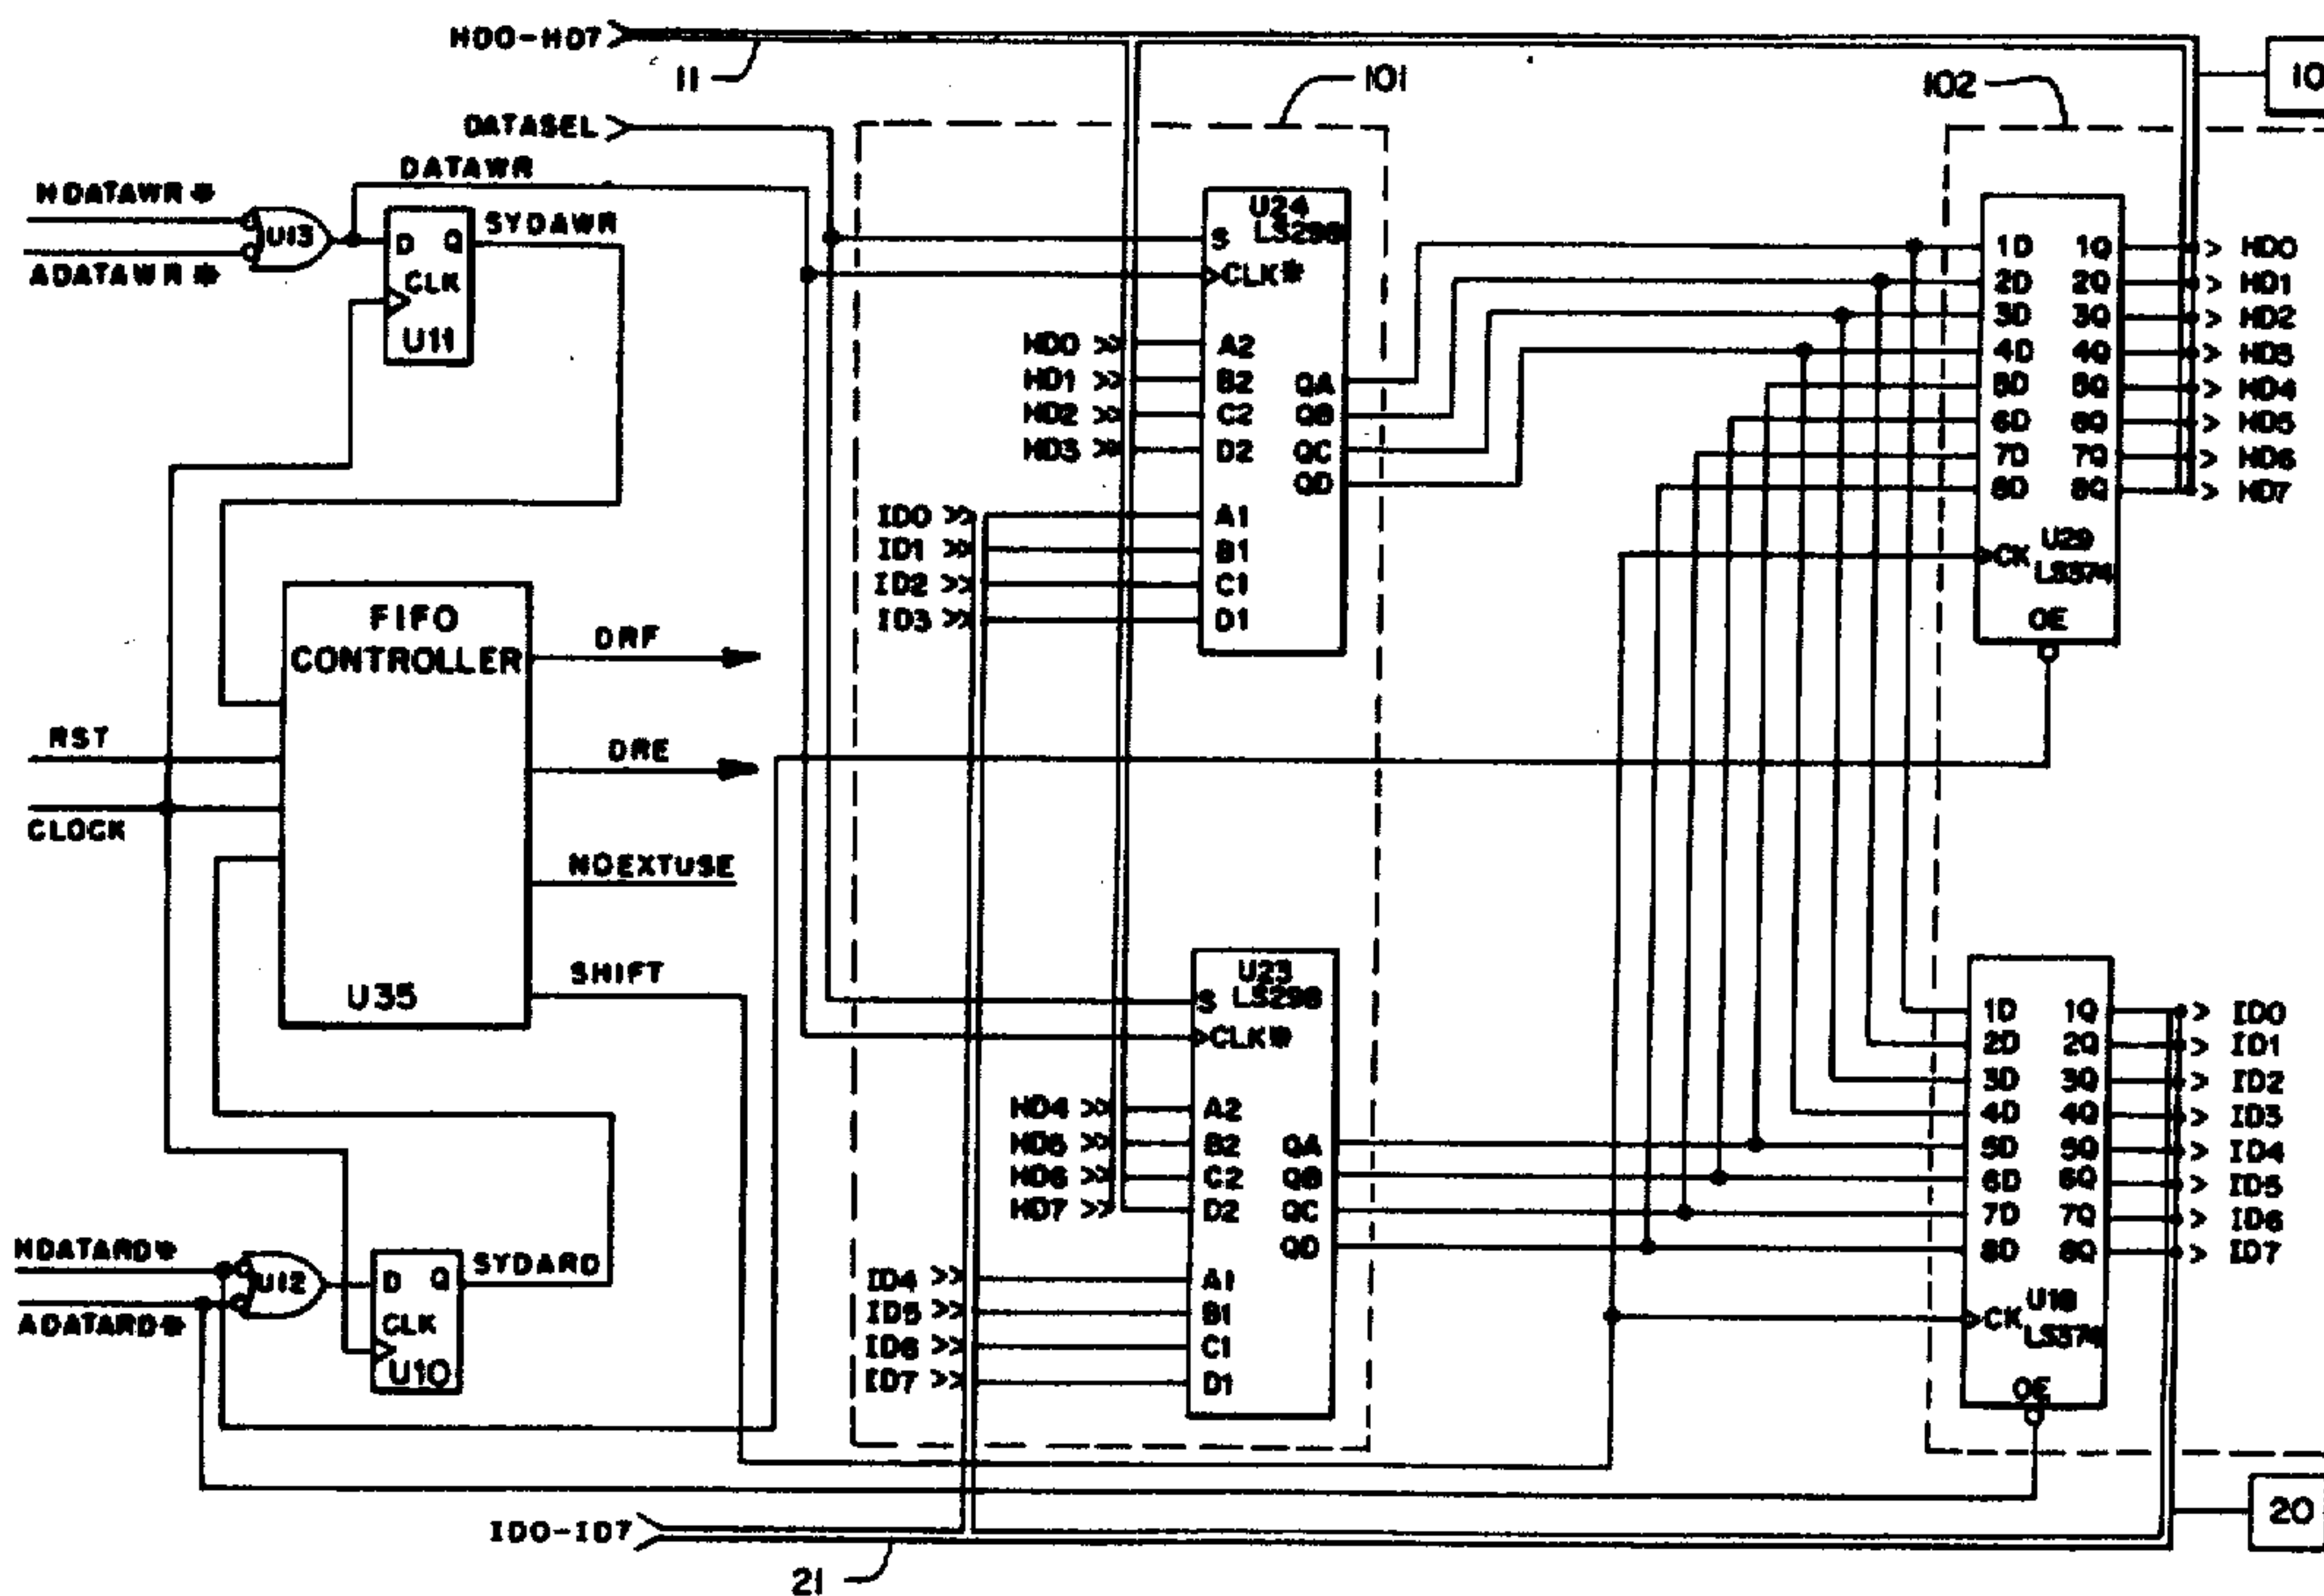 HD0-HD7
11
101
102
10
DATASEL
DATAWR
HDATAWR*
ADATAWR*
U13
D Q
CLK
U11
SYDAWR
U24
LS298
S
CLK*
HD0 A2
HD1 B2 QA
HD2 C2 QB
HD3 D2 QC
QD
ID0 A1
ID1 B1
ID2 C1
ID3 D1
1D 1Q HD0
2D 2Q HD1
3D 3Q HD2
4D 4Q HD3
5D 5Q HD4
6D 6Q HD5
7D 7Q HD6
8D 8Q HD7
CK U29
LS374
OE
FIFO
CONTROLLER
U35
DRF
DRE
NOEXTUSE
SHIFT
RST
CLOCK
U23
LS298
S
CLK*
HD4 A2
HD5 B2 QA
HD6 C2 QB
HD7 D2 QC
QD
ID4 A1
ID5 B1
ID6 C1
ID7 D1
1D 1Q ID0
2D 2Q ID1
3D 3Q ID2
4D 4Q ID3
5D 5Q ID4
6D 6Q ID5
7D 7Q ID6
8D 8Q ID7
CK U18
LS374
OE
HDATARD*
ADATARD*
U12
D Q
CLK
U10
SYDARD
ID0-ID7
21
20